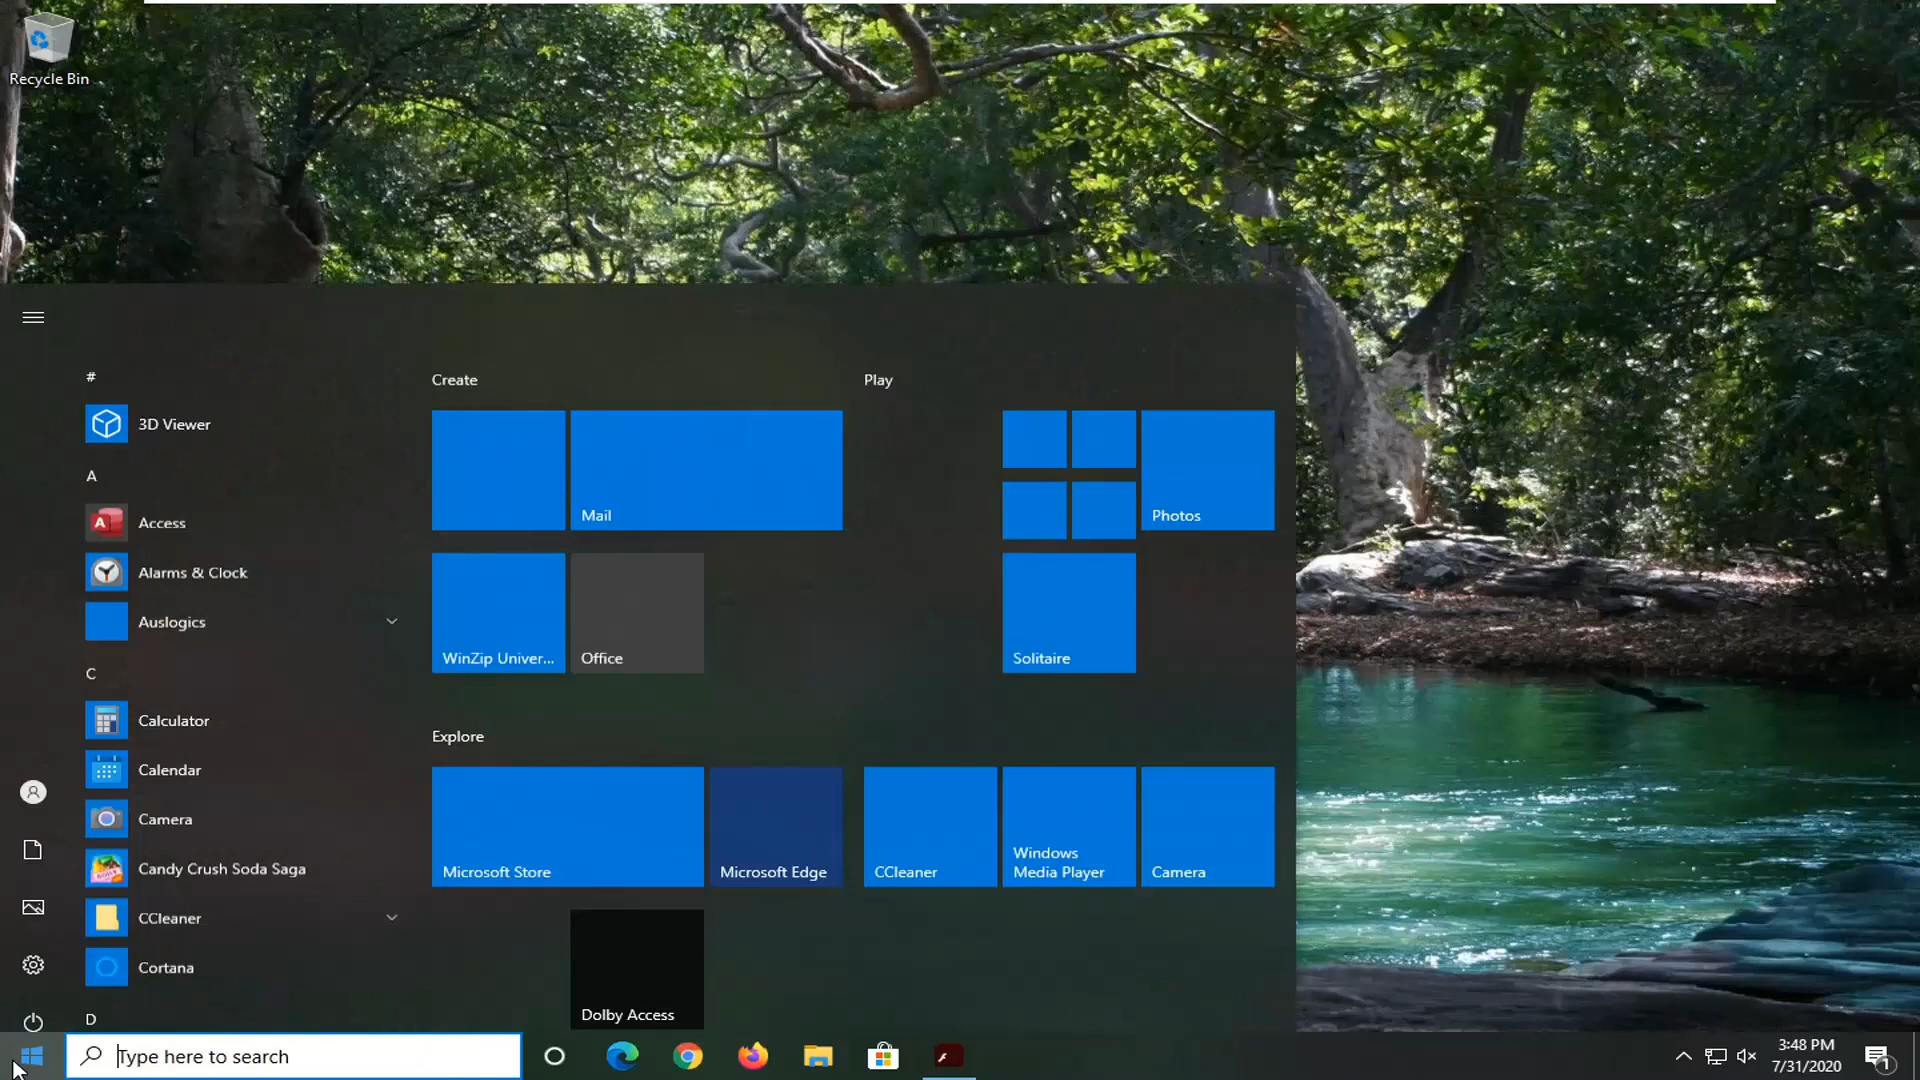 Recycle Bin
#
3D Viewer
A
Access
Alarms & Clock
Auslogics
C
Calculator
Calendar
Camera
Candy Crush Soda Saga
CCleaner
Cortana
D
Create
Mail
WinZip Univer...
Office
Explore
Microsoft Store
Microsoft Edge
Dolby Access
Play
Photos
Solitaire
CCleaner
Windows
Media Player
Camera
Type here to search
3:48 PM
7/31/2020
1